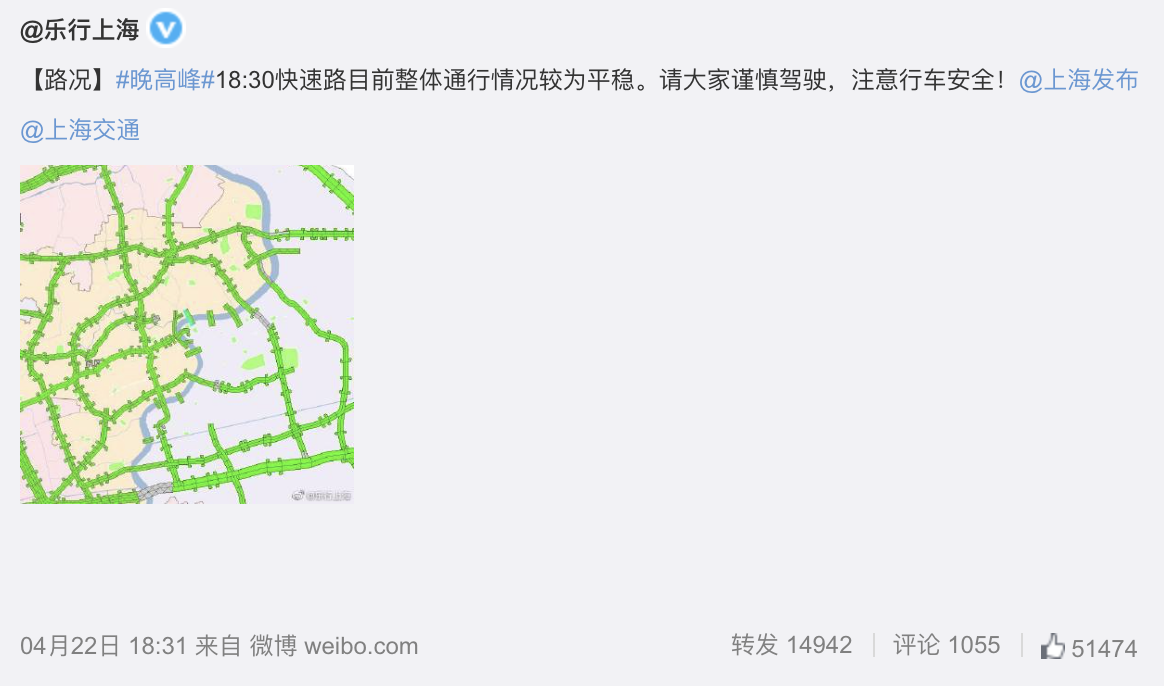 @乐行上海
【路况】#晚高峰#18:30快速路目前整体通行情况较为平稳。请大家谨慎驾驶，注意行车安全！@上海发布
@上海交通
@乐行上海
04月22日 18:31 来自 微博 weibo.com
转发 14942 评论 1055 51474